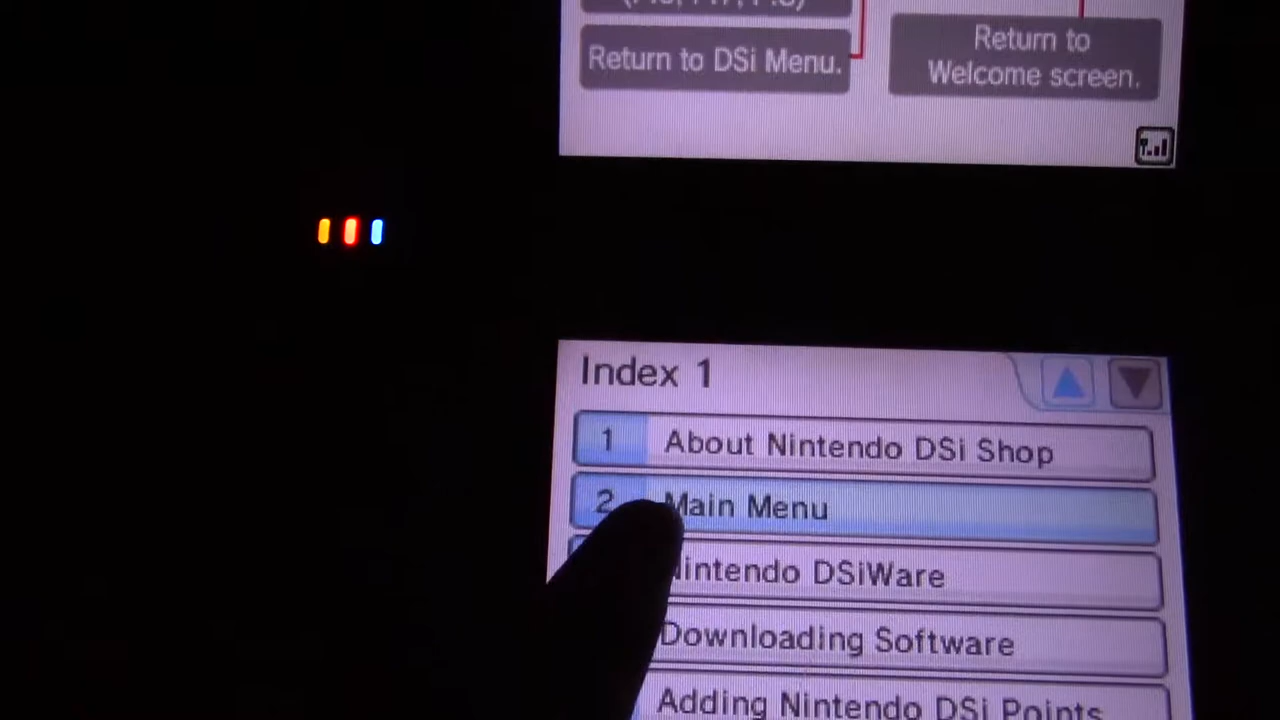 Return to DSi Menu.
Return to
Welcome screen.
Index 1
1 About Nintendo DSi Shop
2 Main Menu
Nintendo DSiWare
Downloading Software
Adding Nintendo DSi Points